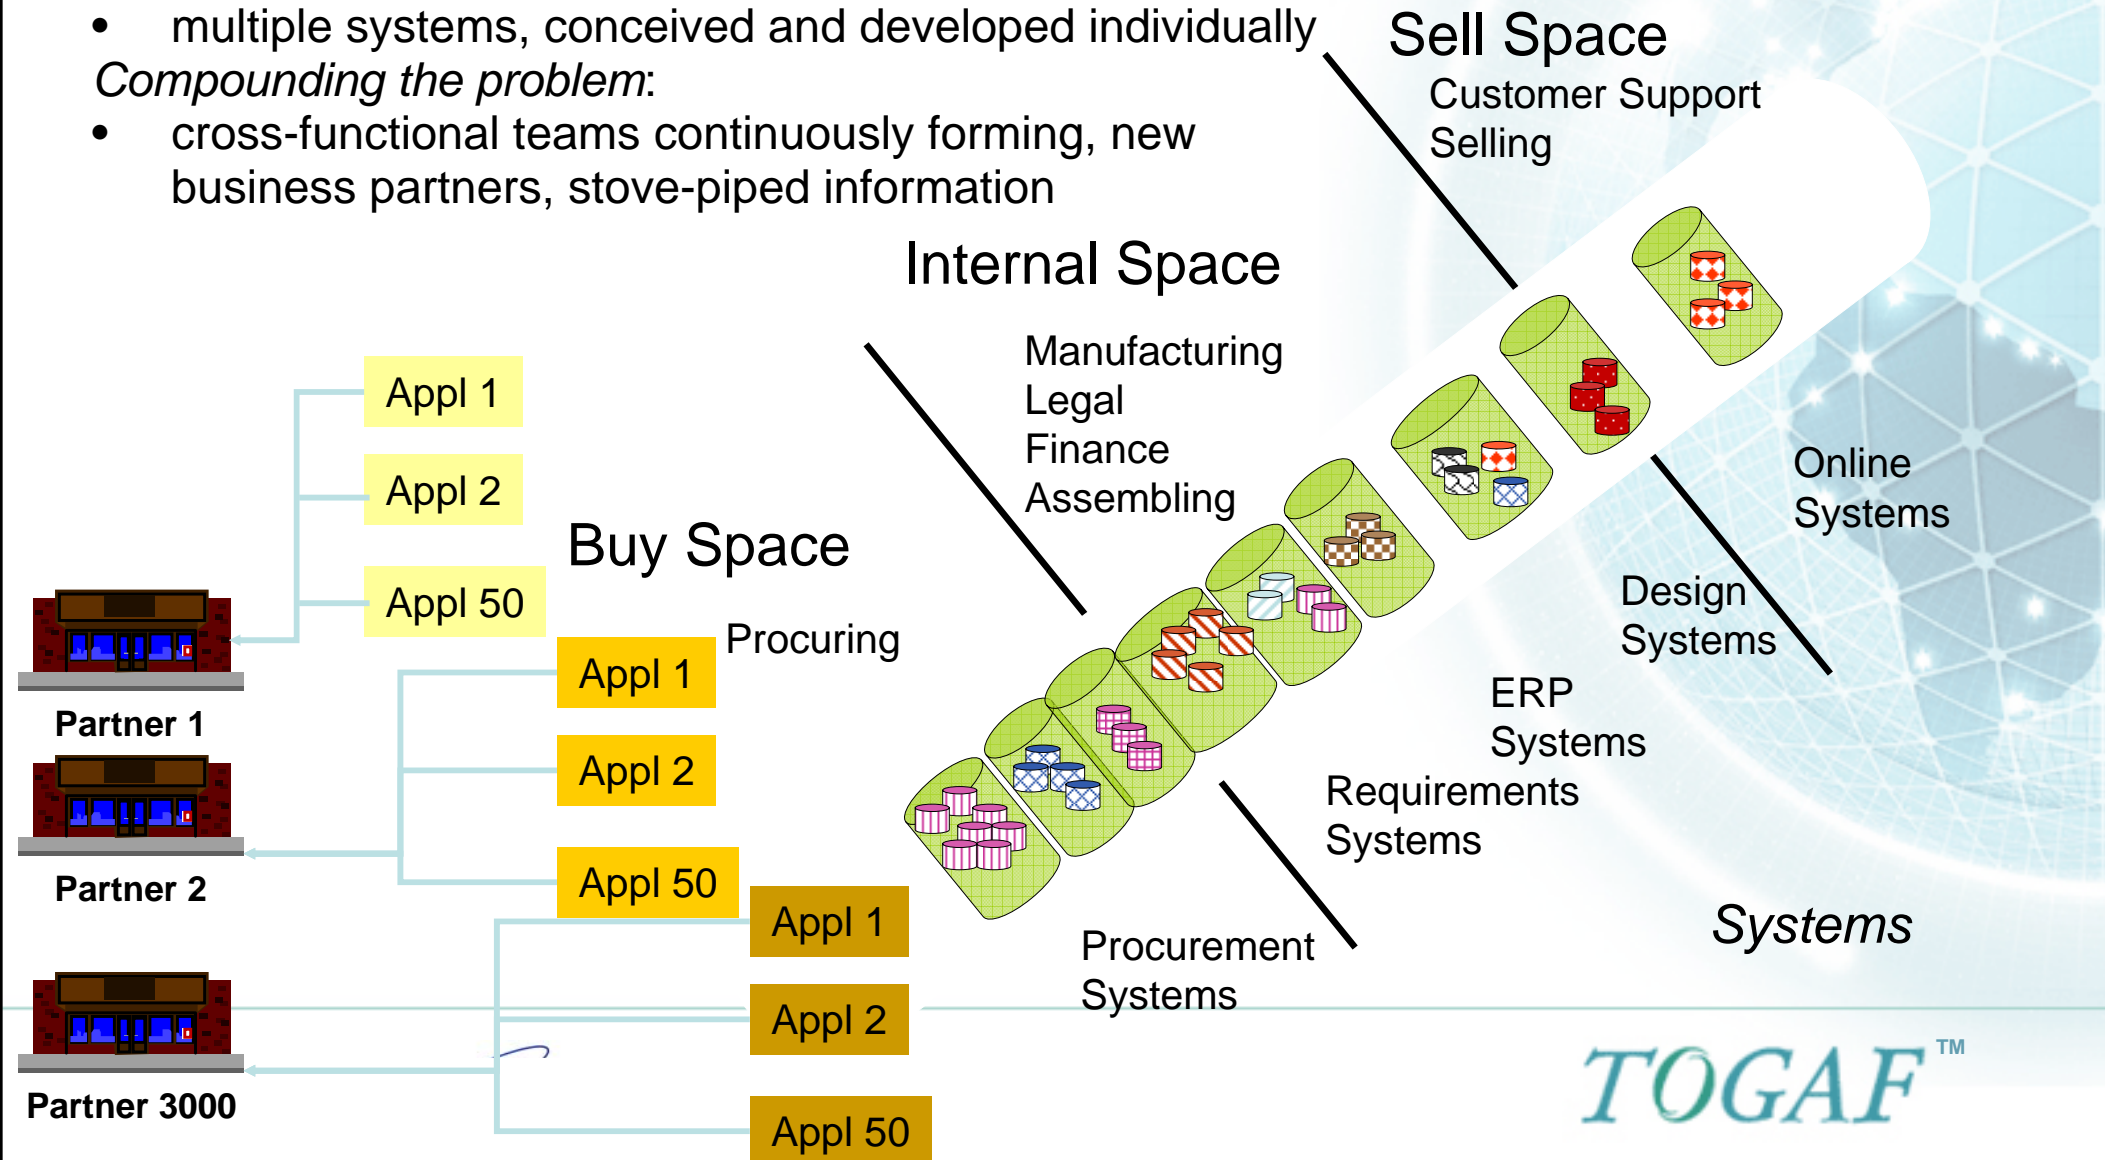 • multiple systems, conceived and developed individually
Compounding the problem:
• cross-functional teams continuously forming, new
business partners, stove-piped information
Sell Space
Customer Support
Selling
Internal Space
Manufacturing
Legal
Finance
Assembling
Buy Space
Procuring
Appl 1
Appl 2
Appl 50
Partner 1
Appl 1
Appl 2
Appl 50
Partner 2
Appl 1
Appl 2
Appl 50
Partner 3000
Online
Systems
Design
Systems
ERP
Systems
Requirements
Systems
Procurement
Systems
Systems
TOGAF™